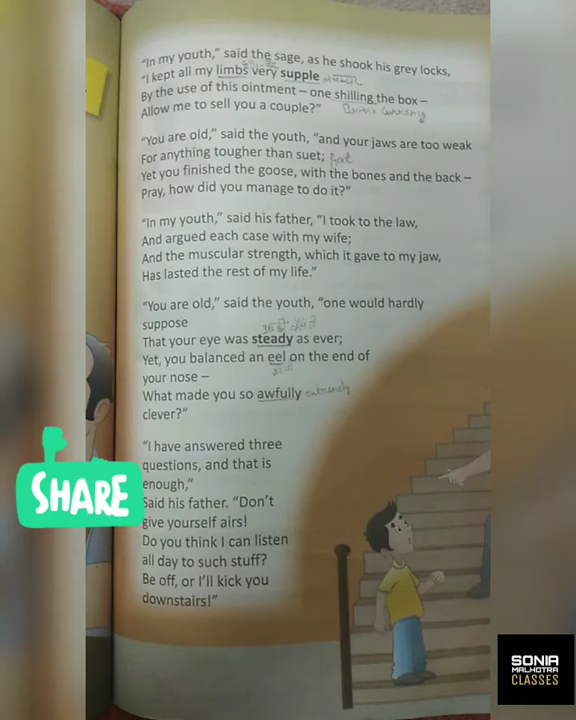 “In my youth,” said the sage, as he shook his grey locks,
“I kept all my limbs very supple
By the use of this ointment – one shilling the box –
Allow me to sell you a couple?”
British Currency
“You are old,” said the youth, “and your jaws are too weak
For anything tougher than suet;
Yet you finished the goose, with the bones and the back –
Pray, how did you manage to do it?”
“In my youth,” said his father, “I took to the law,
And argued each case with my wife;
And the muscular strength, which it gave to my jaw,
Has lasted the rest of my life.”
“You are old,” said the youth, “one would hardly
suppose
That your eye was steady as ever;
Yet, you balanced an eel on the end of
your nose –
What made you so awfully extremely
clever?”
“I have answered three
questions, and that is
enough,”
Said his father. “Don’t
give yourself airs!
Do you think I can listen
all day to such stuff?
Be off, or I’ll kick you
downstairs!”
SHARE
SONIA
MALHOTRA
CLASSES